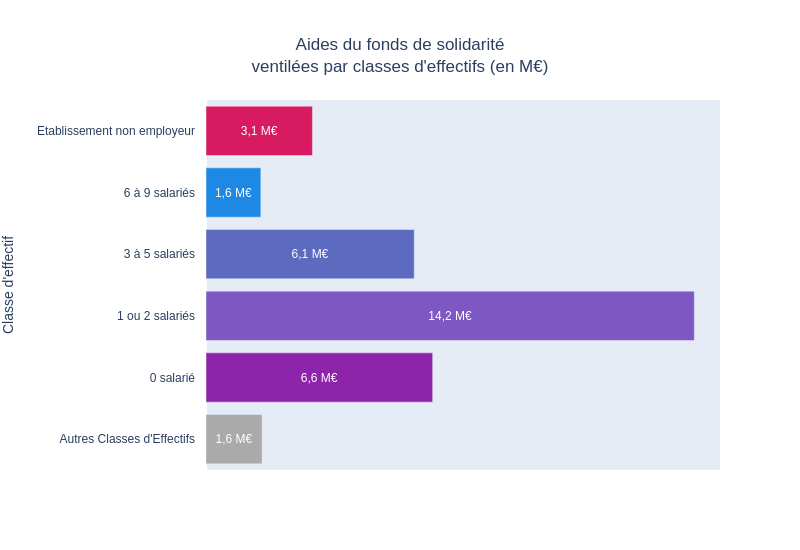 Aides du fonds de solidarité
ventilées par classes d'effectifs (en M€)
Classe d'effectif
Etablissement non employeur 3,1 M€
6 à 9 salariés 1,6 M€
3 à 5 salariés 6,1 M€
1 ou 2 salariés 14,2 M€
0 salarié 6,6 M€
Autres Classes d'Effectifs 1,6 M€